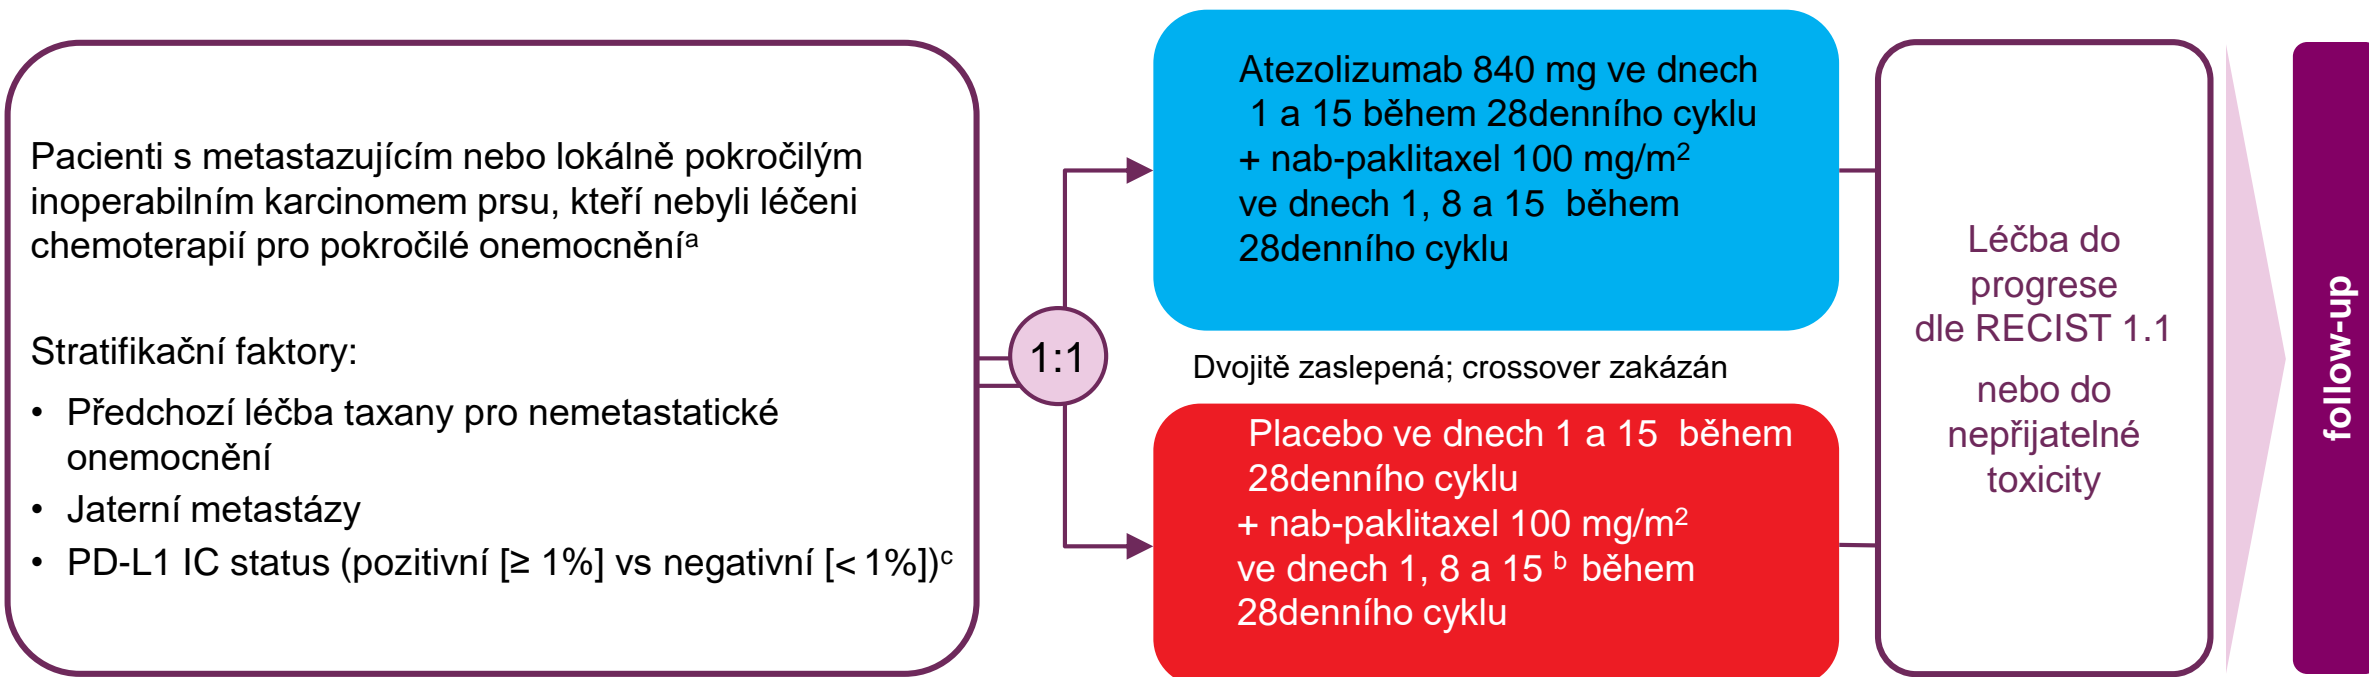 Pacienti s metastazujícím nebo lokálně pokročilým
inoperabilním karcinomem prsu, kteří nebyli léčeni
chemoterapií pro pokročilé onemocněníᵃ
Stratifikační faktory:
• Předchozí léčba taxany pro nemetastatické
onemocnění
• Jaterní metastázy
• PD-L1 IC status (pozitivní [≥ 1%] vs negativní [< 1%])ᶜ
1:1
Atezolizumab 840 mg ve dnech
1 a 15 během 28denního cyklu
+ nab-paklitaxel 100 mg/m²
ve dnech 1, 8 a 15 během
28denního cyklu
Dvojitě zaslepená; crossover zakázán
Placebo ve dnech 1 a 15 během
28denního cyklu
+ nab-paklitaxel 100 mg/m²
ve dnech 1, 8 a 15 ᵇ během
28denního cyklu
Léčba do
progrese
dle RECIST 1.1
nebo do
nepřijatelné
toxicity
follow-up